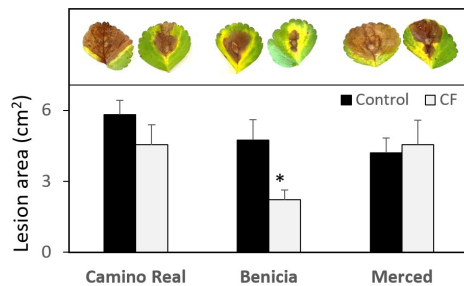 Lesion area (cm²)
6
3
0
Control CF
*
Camino Real Benicia Merced